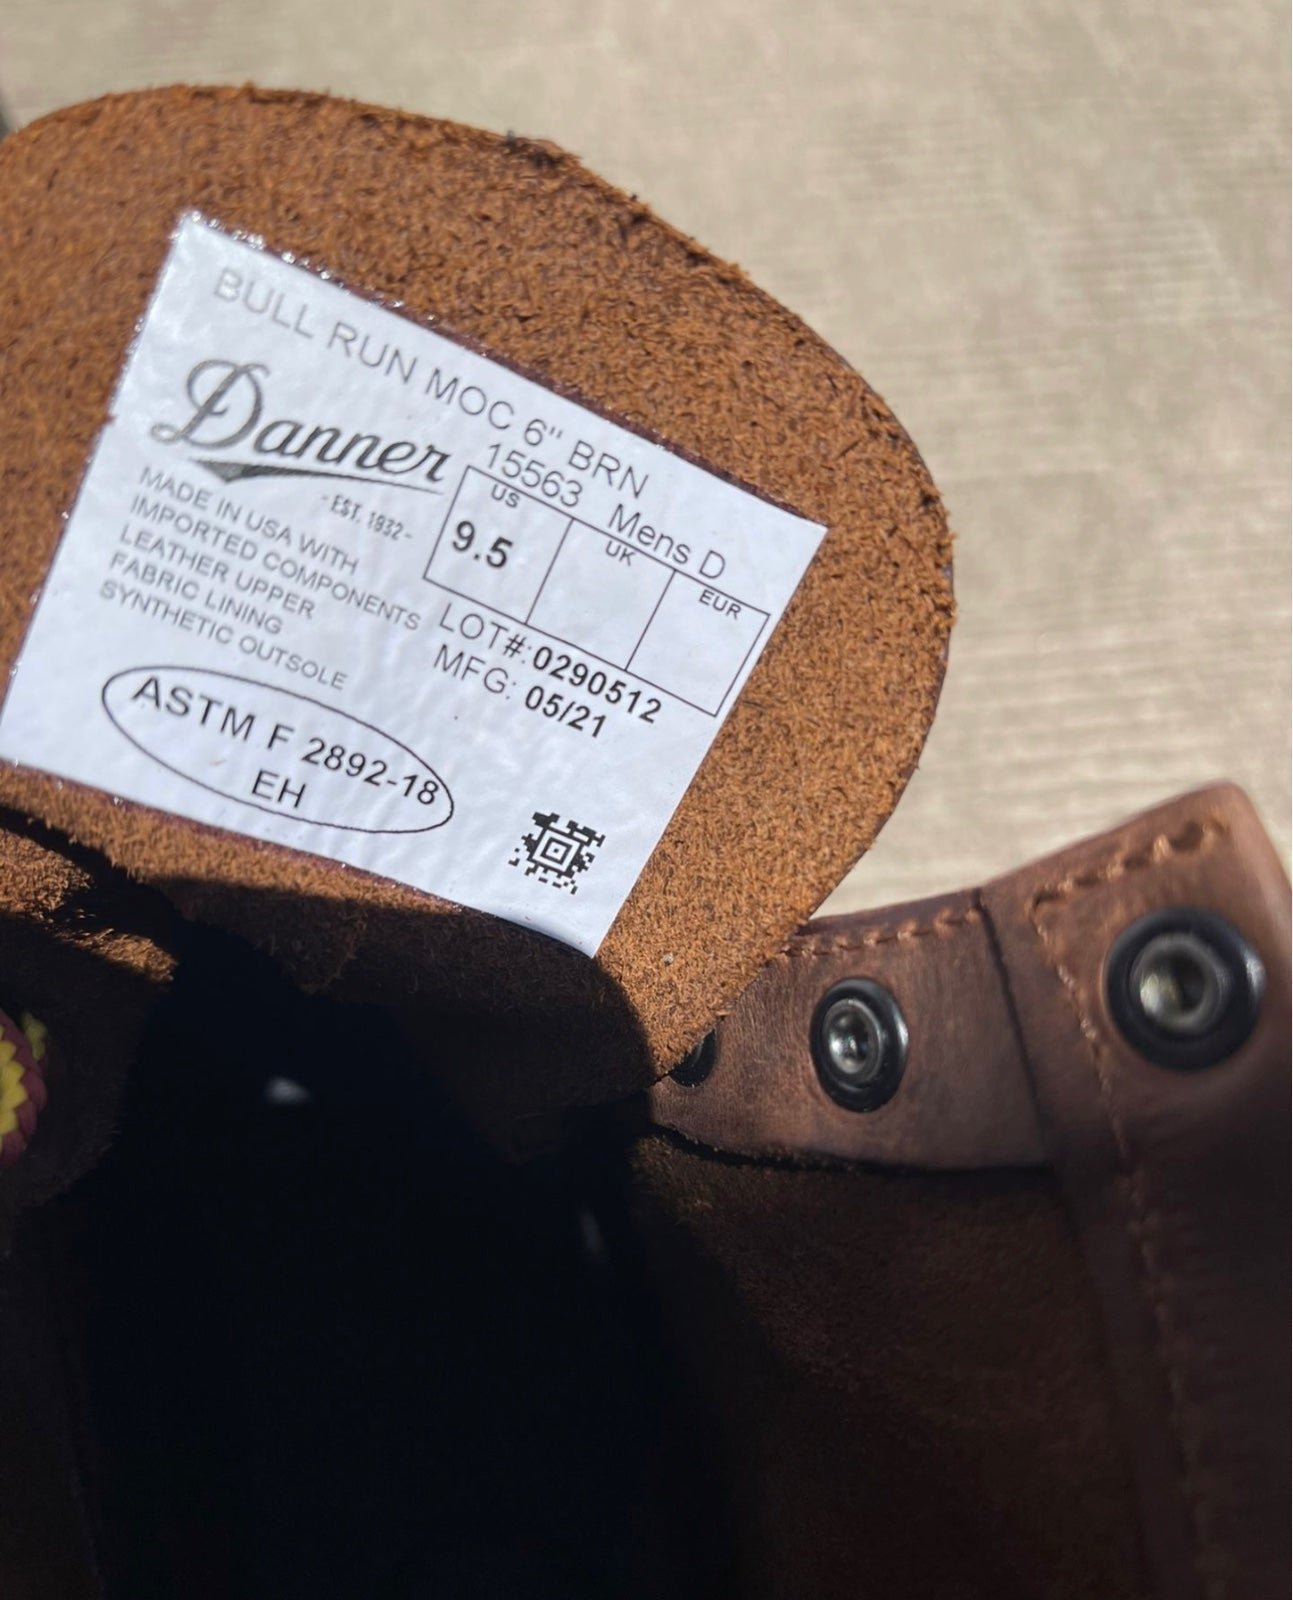 BULL RUN MOC 6" BRN
15563 Mens D
Danner
- EST. 1932 -
US
9.5
UK
EUR
MADE IN USA WITH
IMPORTED COMPONENTS
LEATHER UPPER
FABRIC LINING
SYNTHETIC OUTSOLE
LOT#: 0290512
MFG: 05/21
ASTM F 2892-18
EH